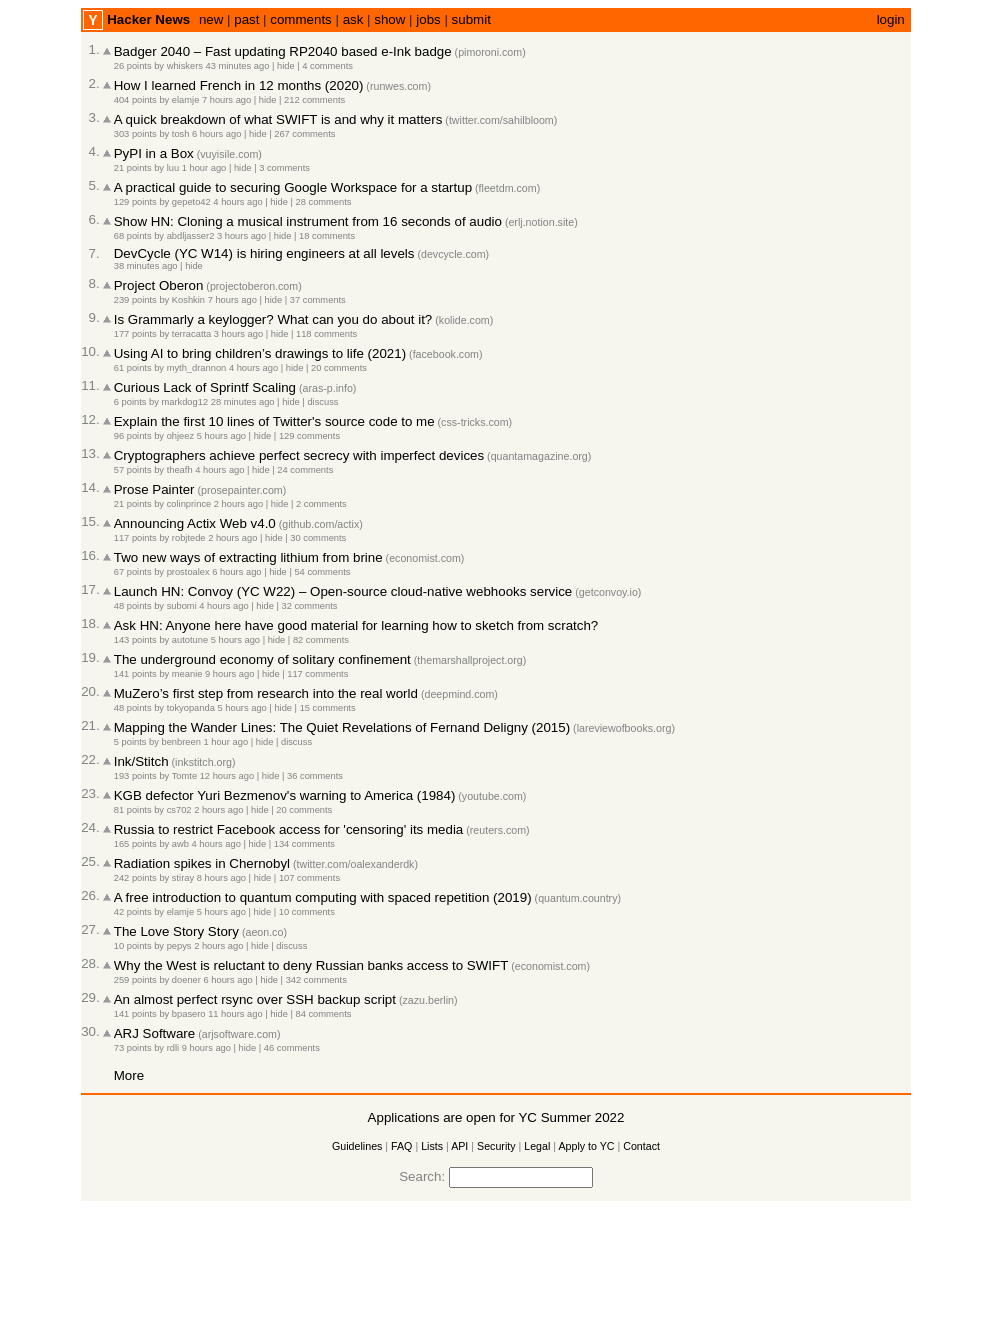 Y Hacker News new | past | comments | ask | show | jobs | submit login
1. Badger 2040 – Fast updating RP2040 based e-Ink badge (pimoroni.com)
26 points by whiskers 43 minutes ago | hide | 4 comments
2. How I learned French in 12 months (2020) (runwes.com)
404 points by elamje 7 hours ago | hide | 212 comments
3. A quick breakdown of what SWIFT is and why it matters (twitter.com/sahilbloom)
303 points by tosh 6 hours ago | hide | 267 comments
4. PyPI in a Box (vuyisile.com)
21 points by luu 1 hour ago | hide | 3 comments
5. A practical guide to securing Google Workspace for a startup (fleetdm.com)
129 points by gepeto42 4 hours ago | hide | 28 comments
6. Show HN: Cloning a musical instrument from 16 seconds of audio (erlj.notion.site)
68 points by abdljasser2 3 hours ago | hide | 18 comments
7. DevCycle (YC W14) is hiring engineers at all levels (devcycle.com)
38 minutes ago | hide
8. Project Oberon (projectoberon.com)
239 points by Koshkin 7 hours ago | hide | 37 comments
9. Is Grammarly a keylogger? What can you do about it? (kolide.com)
177 points by terracatta 3 hours ago | hide | 118 comments
10. Using AI to bring children’s drawings to life (2021) (facebook.com)
61 points by myth_drannon 4 hours ago | hide | 20 comments
11. Curious Lack of Sprintf Scaling (aras-p.info)
6 points by markdog12 28 minutes ago | hide | discuss
12. Explain the first 10 lines of Twitter's source code to me (css-tricks.com)
96 points by ohjeez 5 hours ago | hide | 129 comments
13. Cryptographers achieve perfect secrecy with imperfect devices (quantamagazine.org)
57 points by theafh 4 hours ago | hide | 24 comments
14. Prose Painter (prosepainter.com)
21 points by colinprince 2 hours ago | hide | 2 comments
15. Announcing Actix Web v4.0 (github.com/actix)
117 points by robjtede 2 hours ago | hide | 30 comments
16. Two new ways of extracting lithium from brine (economist.com)
67 points by prostoalex 6 hours ago | hide | 54 comments
17. Launch HN: Convoy (YC W22) – Open-source cloud-native webhooks service (getconvoy.io)
48 points by subomi 4 hours ago | hide | 32 comments
18. Ask HN: Anyone here have good material for learning how to sketch from scratch?
143 points by autotune 5 hours ago | hide | 82 comments
19. The underground economy of solitary confinement (themarshallproject.org)
141 points by meanie 9 hours ago | hide | 117 comments
20. MuZero’s first step from research into the real world (deepmind.com)
48 points by tokyopanda 5 hours ago | hide | 15 comments
21. Mapping the Wander Lines: The Quiet Revelations of Fernand Deligny (2015) (lareviewofbooks.org)
5 points by benbreen 1 hour ago | hide | discuss
22. Ink/Stitch (inkstitch.org)
193 points by Tomte 12 hours ago | hide | 36 comments
23. KGB defector Yuri Bezmenov's warning to America (1984) (youtube.com)
81 points by cs702 2 hours ago | hide | 20 comments
24. Russia to restrict Facebook access for 'censoring' its media (reuters.com)
165 points by awb 4 hours ago | hide | 134 comments
25. Radiation spikes in Chernobyl (twitter.com/oalexanderdk)
242 points by stiray 8 hours ago | hide | 107 comments
26. A free introduction to quantum computing with spaced repetition (2019) (quantum.country)
42 points by elamje 5 hours ago | hide | 10 comments
27. The Love Story Story (aeon.co)
10 points by pepys 2 hours ago | hide | discuss
28. Why the West is reluctant to deny Russian banks access to SWIFT (economist.com)
259 points by doener 6 hours ago | hide | 342 comments
29. An almost perfect rsync over SSH backup script (zazu.berlin)
141 points by bpasero 11 hours ago | hide | 84 comments
30. ARJ Software (arjsoftware.com)
73 points by rdli 9 hours ago | hide | 46 comments
More
Applications are open for YC Summer 2022
Guidelines | FAQ | Lists | API | Security | Legal | Apply to YC | Contact
Search: